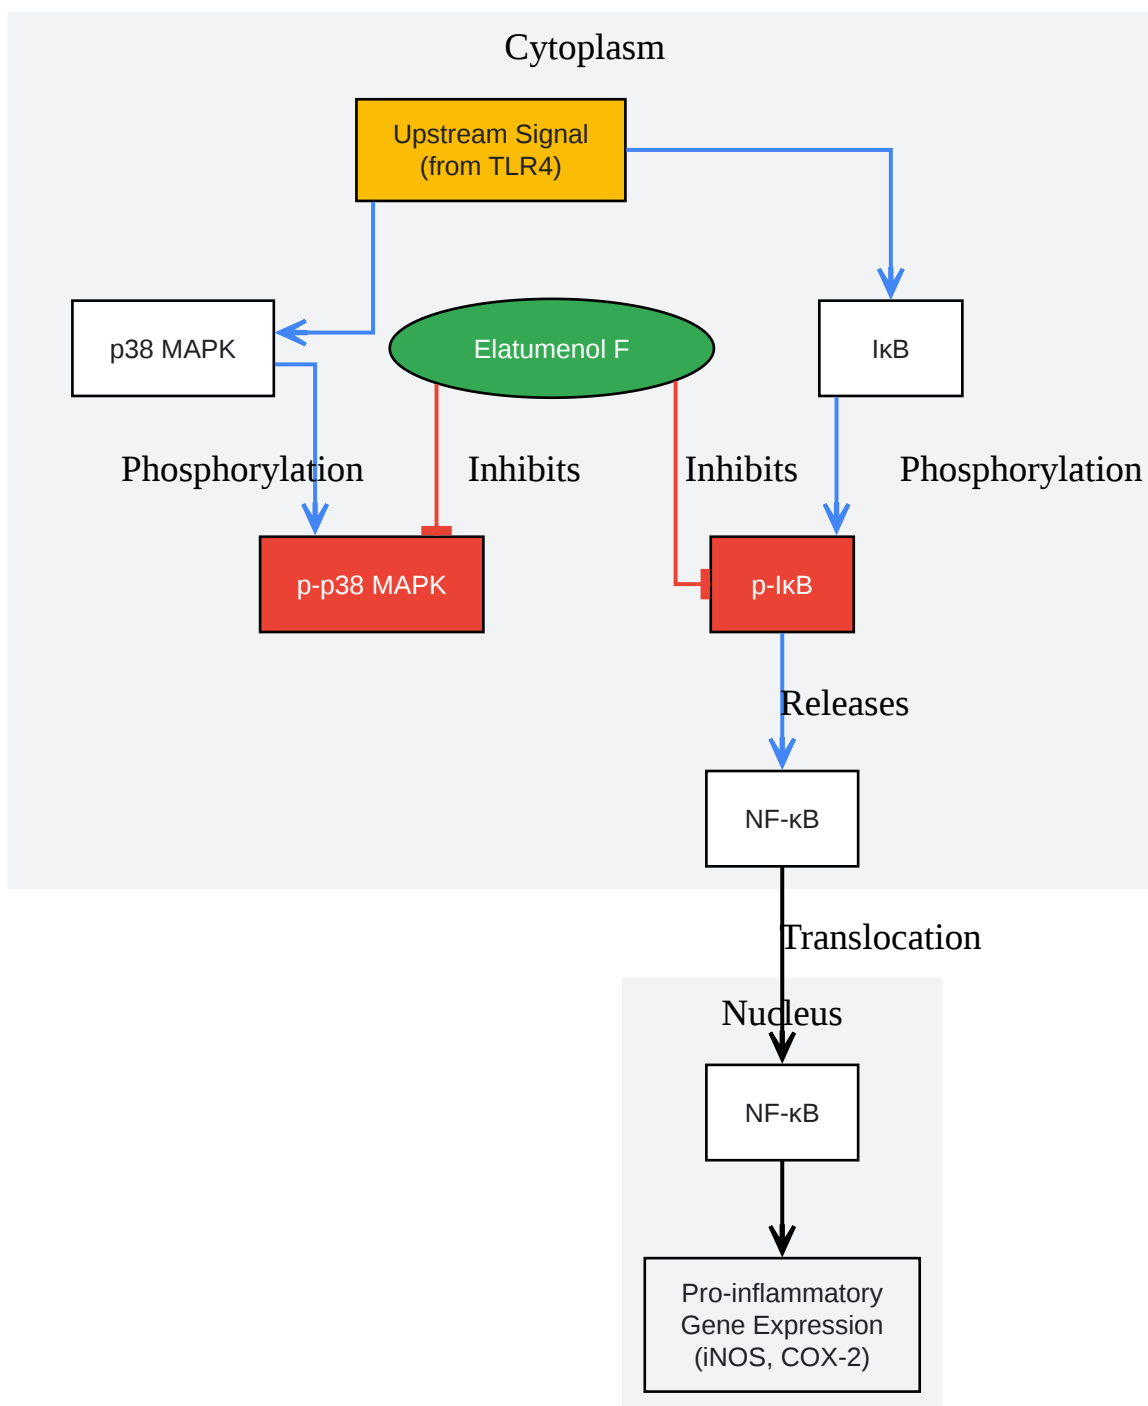 Cytoplasm
Upstream Signal
(from TLR4)
p38 MAPK
Elatumenol F
IκB
Phosphorylation
Inhibits
Inhibits
Phosphorylation
p-p38 MAPK
p-IκB
Releases
NF-κB
Translocation
Nucleus
NF-κB
Pro-inflammatory
Gene Expression
(iNOS, COX-2)